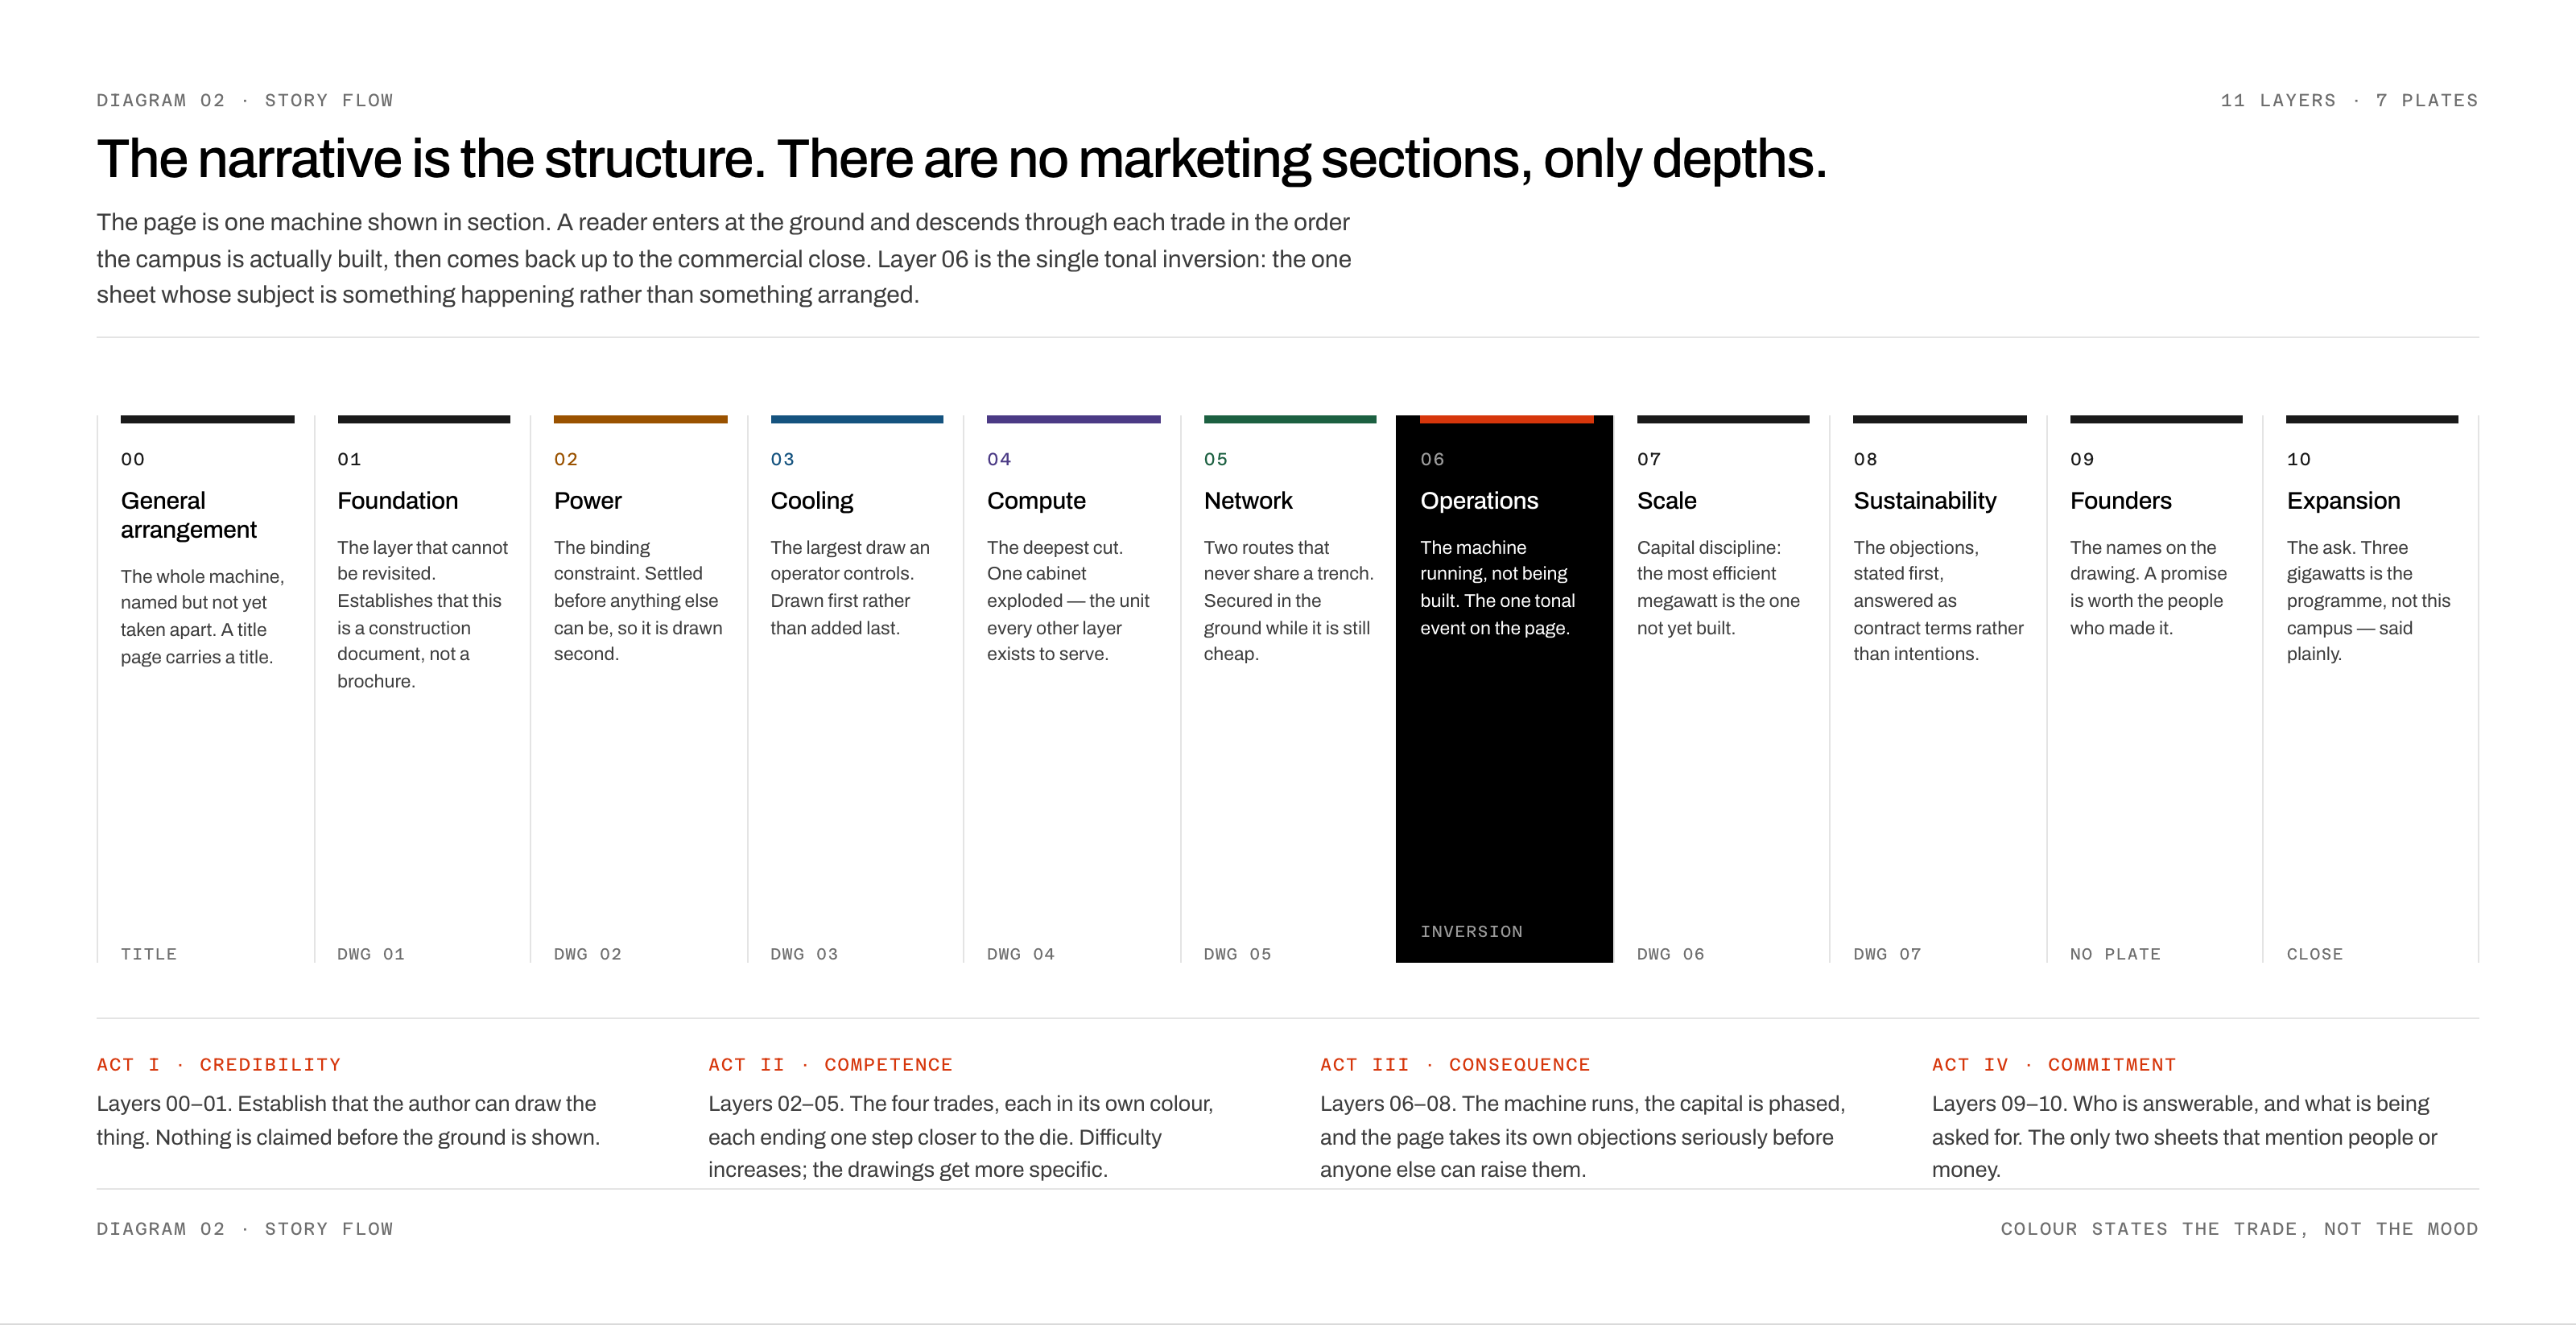 DIAGRAM 02 · STORY FLOW
11 LAYERS · 7 PLATES
The narrative is the structure. There are no marketing sections, only depths.
The page is one machine shown in section. A reader enters at the ground and descends through each trade in the order
the campus is actually built, then comes back up to the commercial close. Layer 06 is the single tonal inversion: the one
sheet whose subject is something happening rather than something arranged.
00
General
arrangement
The whole machine,
named but not yet
taken apart. A title
page carries a title.
TITLE
01
Foundation
The layer that cannot
be revisited.
Establishes that this
is a construction
document, not a
brochure.
DWG 01
02
Power
The binding
constraint. Settled
before anything else
can be, so it is drawn
second.
DWG 02
03
Cooling
The largest draw an
operator controls.
Drawn first rather
than added last.
DWG 03
04
Compute
The deepest cut.
One cabinet
exploded — the unit
every other layer
exists to serve.
DWG 04
05
Network
Two routes that
never share a trench.
Secured in the
ground while it is still
cheap.
DWG 05
06
Operations
The machine
running, not being
built. The one tonal
event on the page.
INVERSION
07
Scale
Capital discipline:
the most efficient
megawatt is the one
not yet built.
DWG 06
08
Sustainability
The objections,
stated first,
answered as
contract terms rather
than intentions.
DWG 07
09
Founders
The names on the
drawing. A promise
is worth the people
who made it.
NO PLATE
10
Expansion
The ask. Three
gigawatts is the
programme, not this
campus — said
plainly.
CLOSE
ACT I · CREDIBILITY
Layers 00–01. Establish that the author can draw the
thing. Nothing is claimed before the ground is shown.
ACT II · COMPETENCE
Layers 02–05. The four trades, each in its own colour,
each ending one step closer to the die. Difficulty
increases; the drawings get more specific.
ACT III · CONSEQUENCE
Layers 06–08. The machine runs, the capital is phased,
and the page takes its own objections seriously before
anyone else can raise them.
ACT IV · COMMITMENT
Layers 09–10. Who is answerable, and what is being
asked for. The only two sheets that mention people or
money.
DIAGRAM 02 · STORY FLOW
COLOUR STATES THE TRADE, NOT THE MOOD